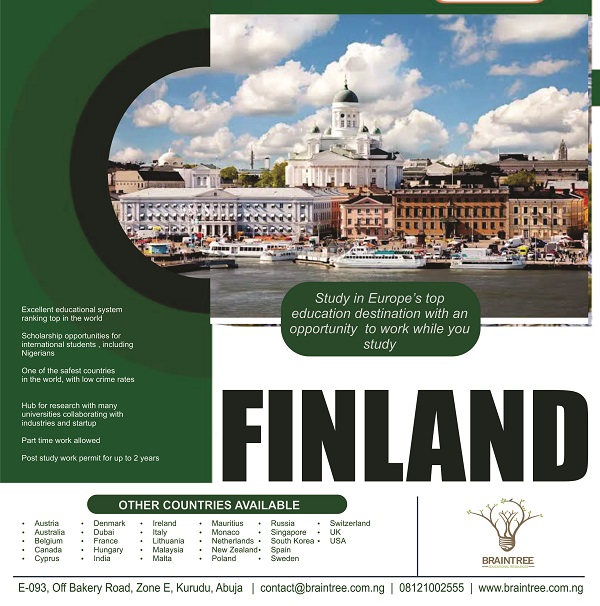 Study in Europe's top
education destination with an
opportunity to work while you
study
Excellent educational system
ranking top in the world
Scholarship opportunities for
international students , including
Nigerians
One of the safest countries
in the world, with low crime rates
Hub for research with many
universities collaborating with
industries and startup
Part time work allowed
Post study work permit for up to 2 years
FINLAND
OTHER COUNTRIES AVAILABLE
• Austria
• Australia
• Belgium
• Canada
• Cyprus
• Denmark
• Dubai
• France
• Hungary
• India
• Ireland
• Italy
• Lithuania
• Malaysia
• Malta
• Mauritius
• Monaco
• Netherlands
• New Zealand
• Poland
• Russia
• Singapore
• South Korea
• Spain
• Sweden
• Switzerland
• UK
• USA
BRAINTREE
EDUCATIONAL RESOURCES
E-093, Off Bakery Road, Zone E, Kurudu, Abuja | contact@braintree.com.ng | 08121002555 | www.braintree.com.ng